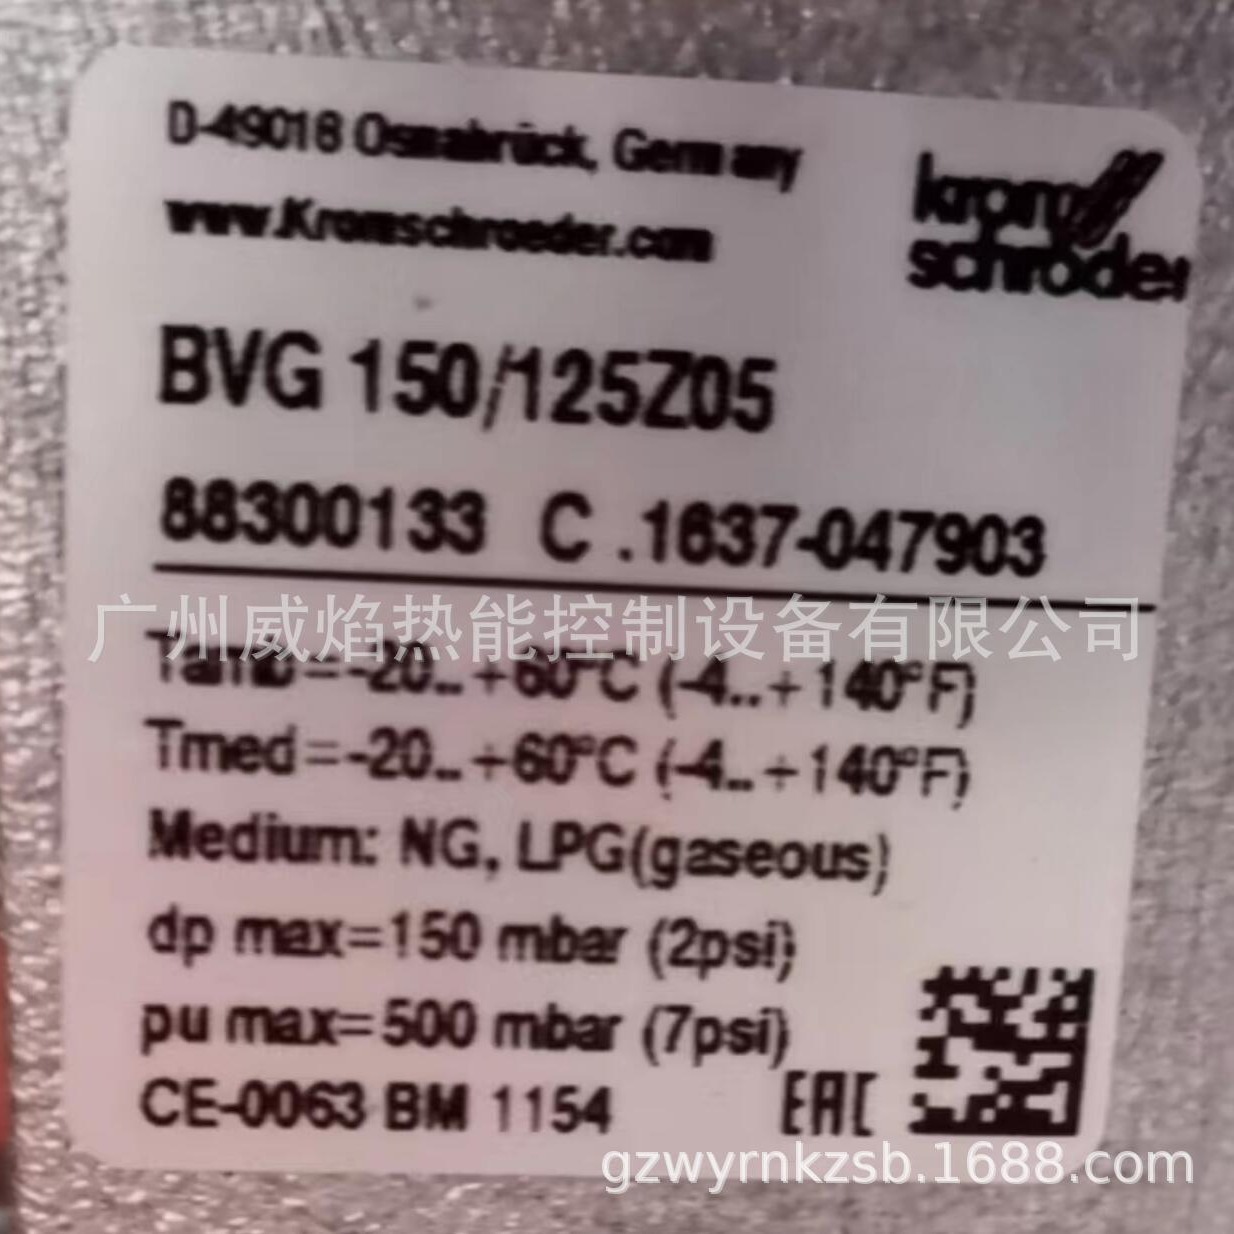 D-49018 Osnabrück, Germany
www.Kromschroeder.com
krom
schroder
BVG 150/125Z05
88300133 C .1637-047903
广州威焰热能控制设备有限公司
Tamb=-20..+60°C (-4..+140°F)
Tmed=-20..+60°C (-4..+140°F)
Medium: NG, LPG(gaseous)
dp max=150 mbar (2psi)
pu max=500 mbar (7psi)
CE-0063 BM 1154
EAC
gzwyrnkzsb.1688.com